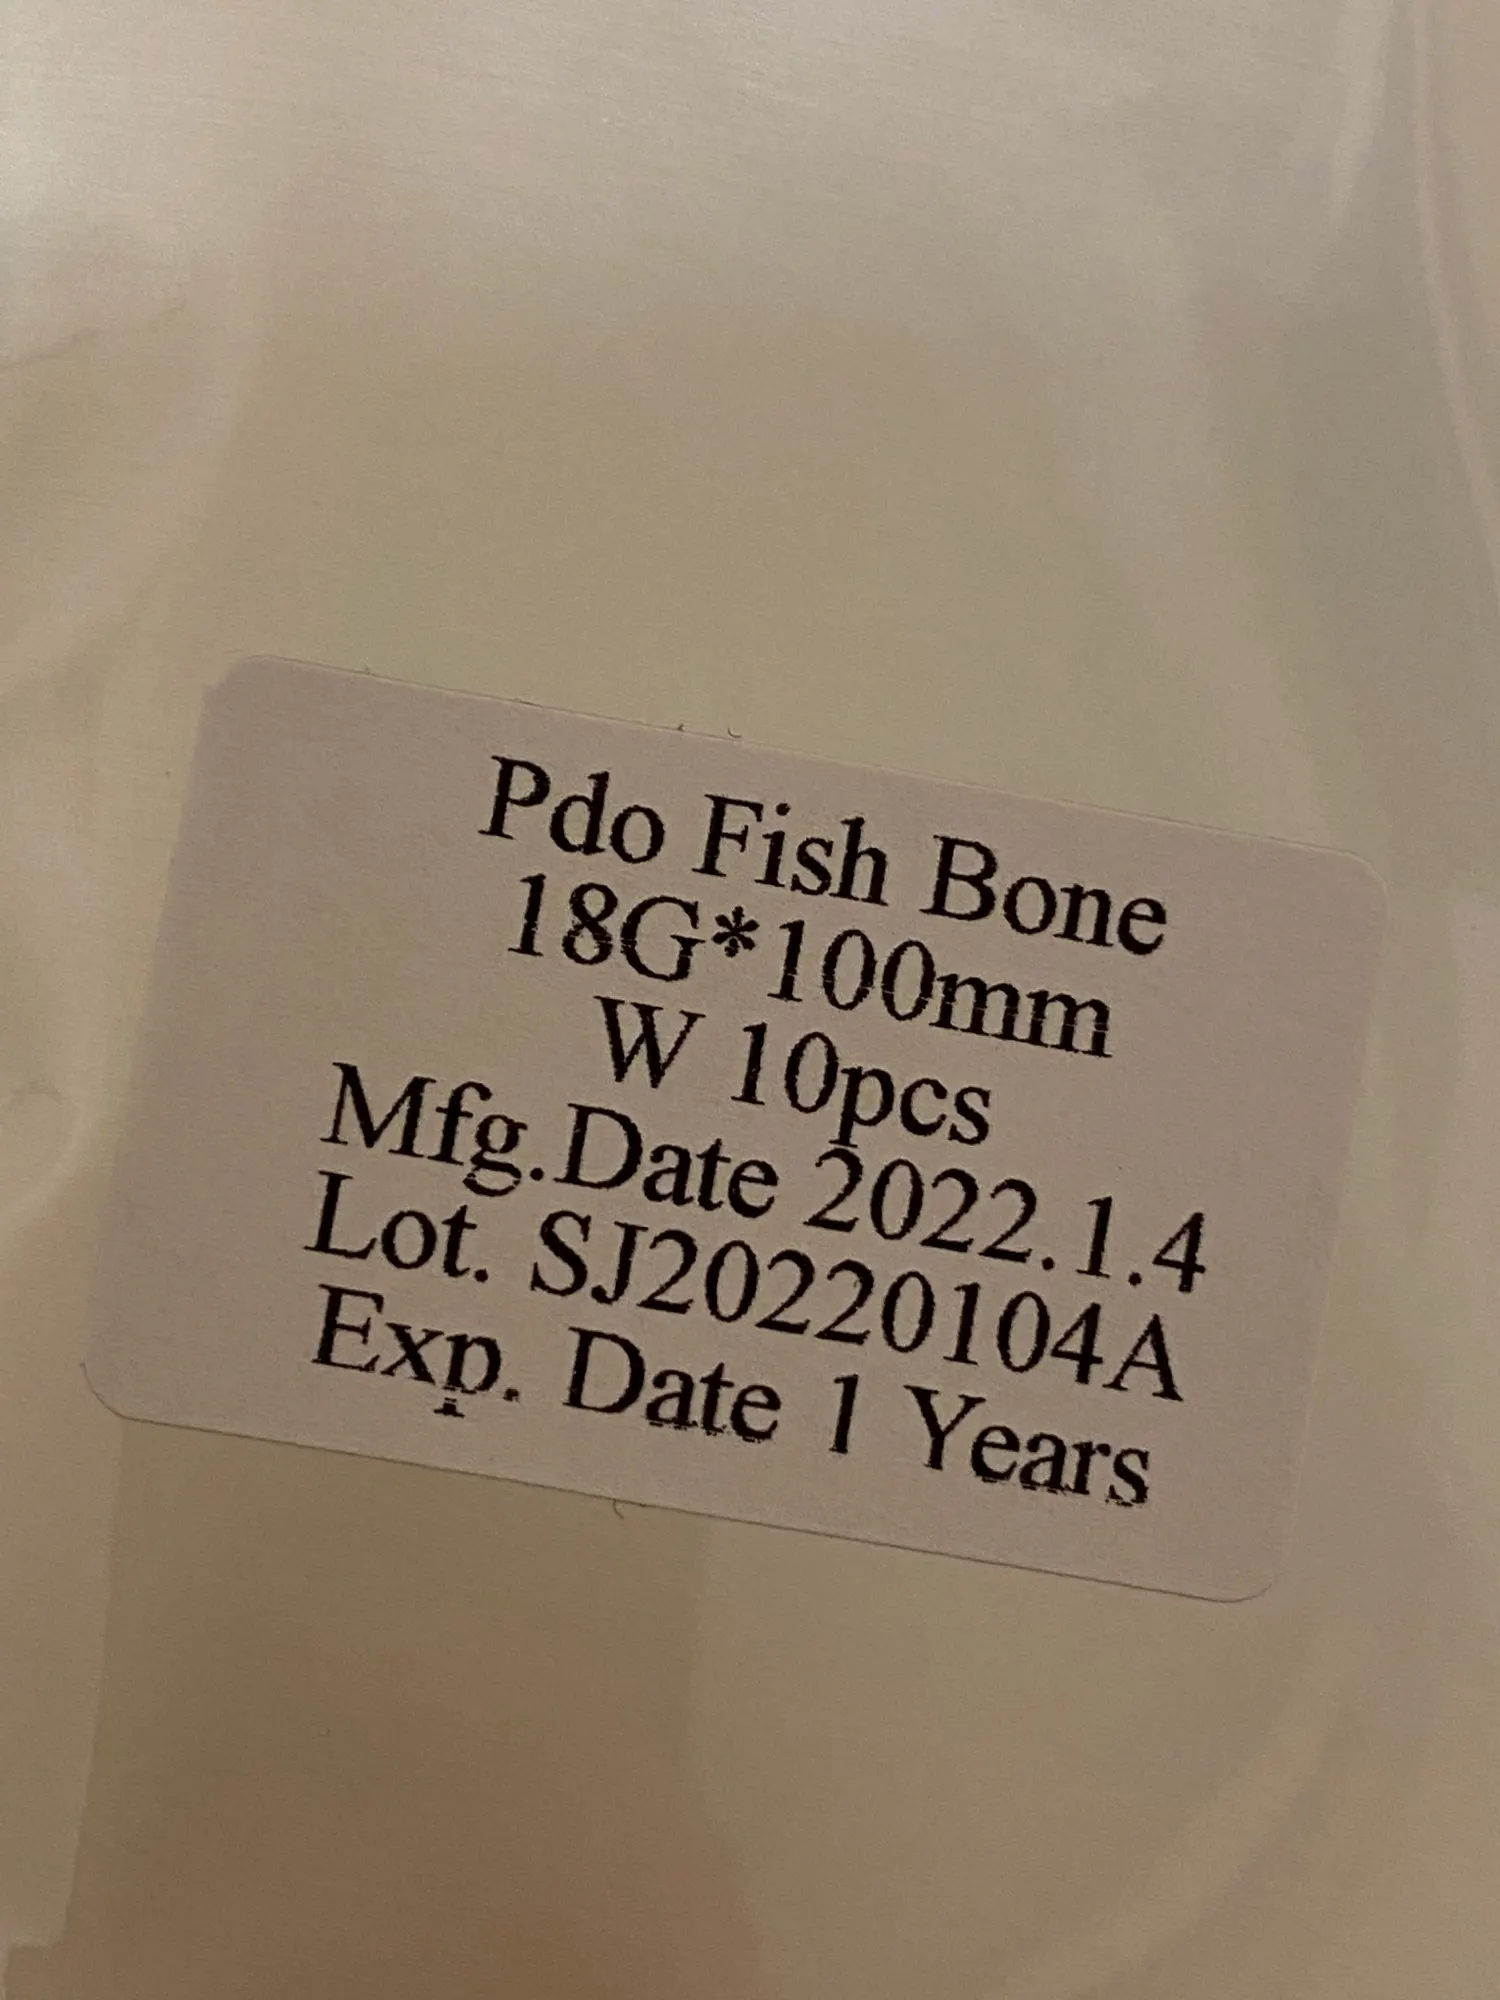 Pdo Fish Bone
18G*100mm
W 10pcs
Mfg.Date 2022.1.4
Lot. SJ20220104A
Exp. Date 1 Years